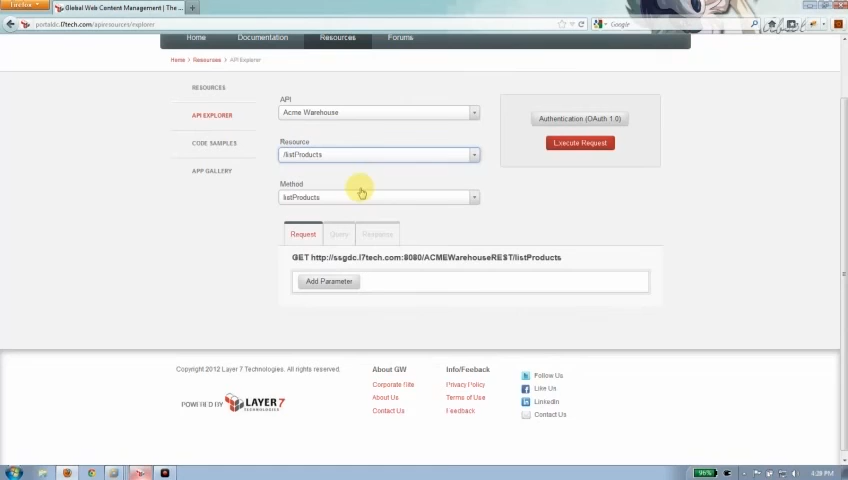 Firefox
Global Web Content Management | The ...
portaldc.l7tech.com/apiresource/explorer
Google
Home
Documentation
Resources
Forums
Home > Resources > API Explorer
RESOURCES
API EXPLORER
CODE SAMPLES
APP GALLERY
API
Acme Warehouse
Resource
/listProducts
Method
listProducts
Authentication (OAuth 1.0)
Execute Request
Request
Query
Response
GET http://ssgdc.l7tech.com:8080/ACMEWarehouseREST/listProducts
Add Parameter
Copyright 2012 Layer 7 Technologies. All rights reserved.
POWERED BY
LAYER 7
TECHNOLOGIES
About GW
Corporate Site
About Us
Contact Us
Info/Feeback
Privacy Policy
Terms of Use
Feedback
Follow Us
Like Us
LinkedIn
Contact Us
96%
4:28 PM